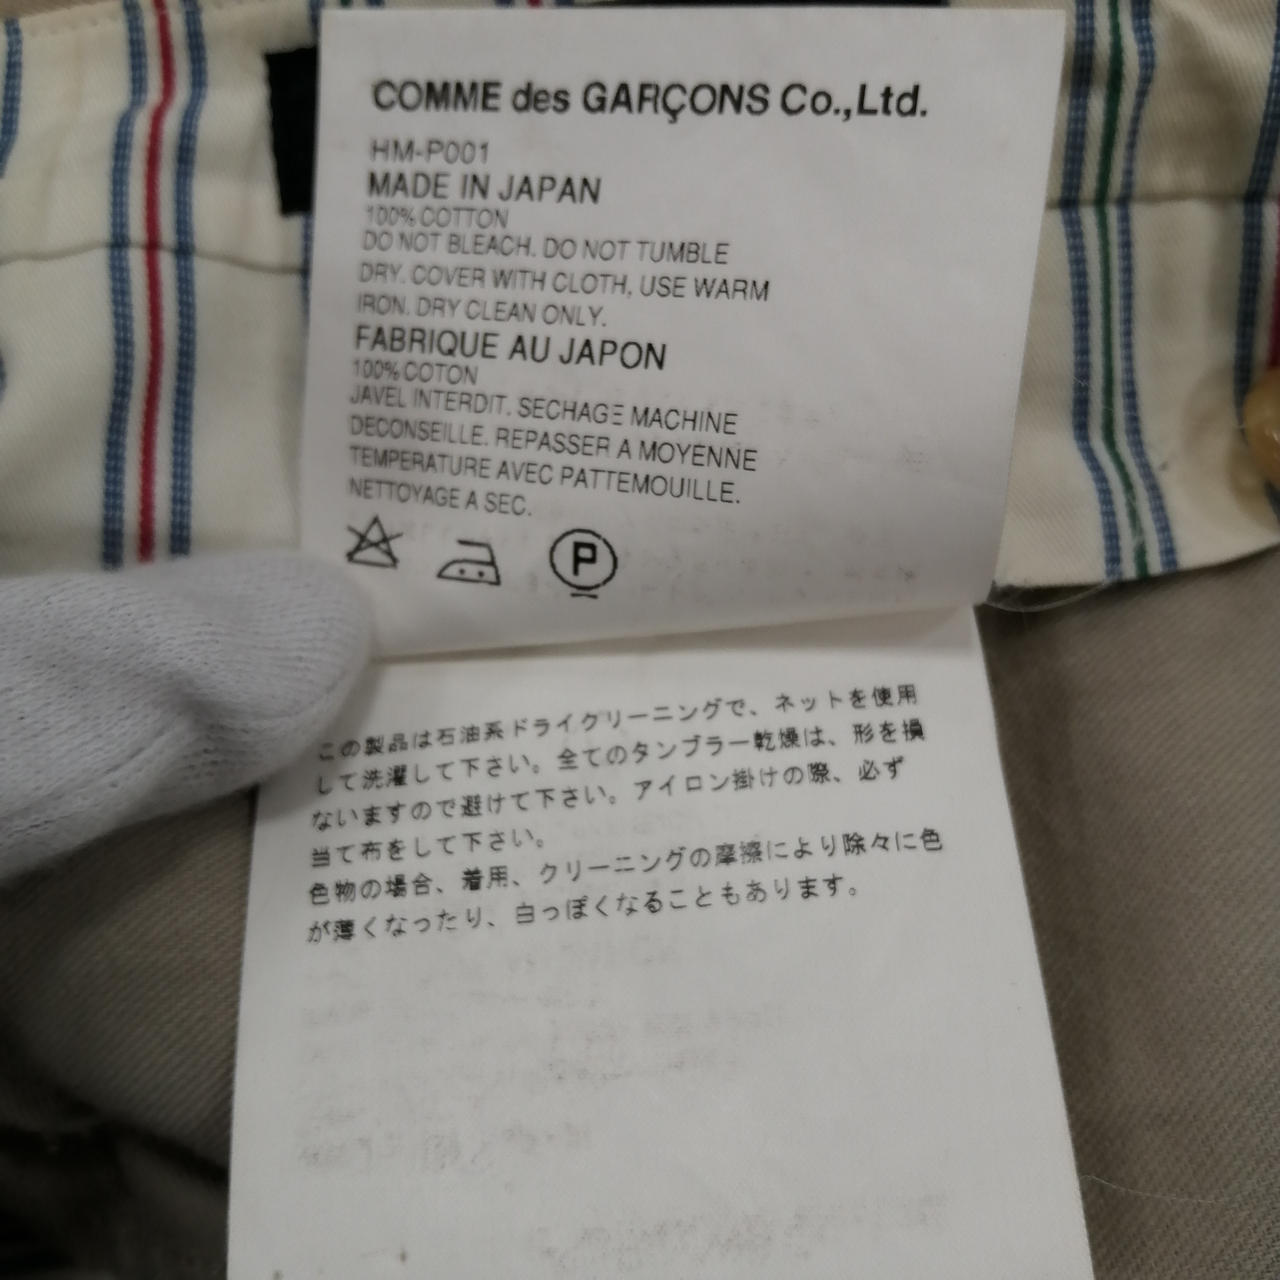 COMME des GARÇONS Co.,Ltd.
HM-P001
MADE IN JAPAN
100% COTTON
DO NOT BLEACH. DO NOT TUMBLE
DRY. COVER WITH CLOTH, USE WARM
IRON. DRY CLEAN ONLY.
FABRIQUE AU JAPON
100% COTON
JAVEL INTERDIT. SECHAGE MACHINE
DECONSEILLE. REPASSER A MOYENNE
TEMPERATURE AVEC PATTEMOUILLE.
NETTOYAGE A SEC.
P
この製品は石油系ドライクリーニングで、ネットを使用
して洗濯して下さい。全てのタンブラー乾燥は、形を損
ないますので避けて下さい。アイロン掛けの際、必ず
当て布をして下さい。
色物の場合、着用、クリーニングの摩擦により除々に色
が薄くなったり、白っぽくなることもあります。